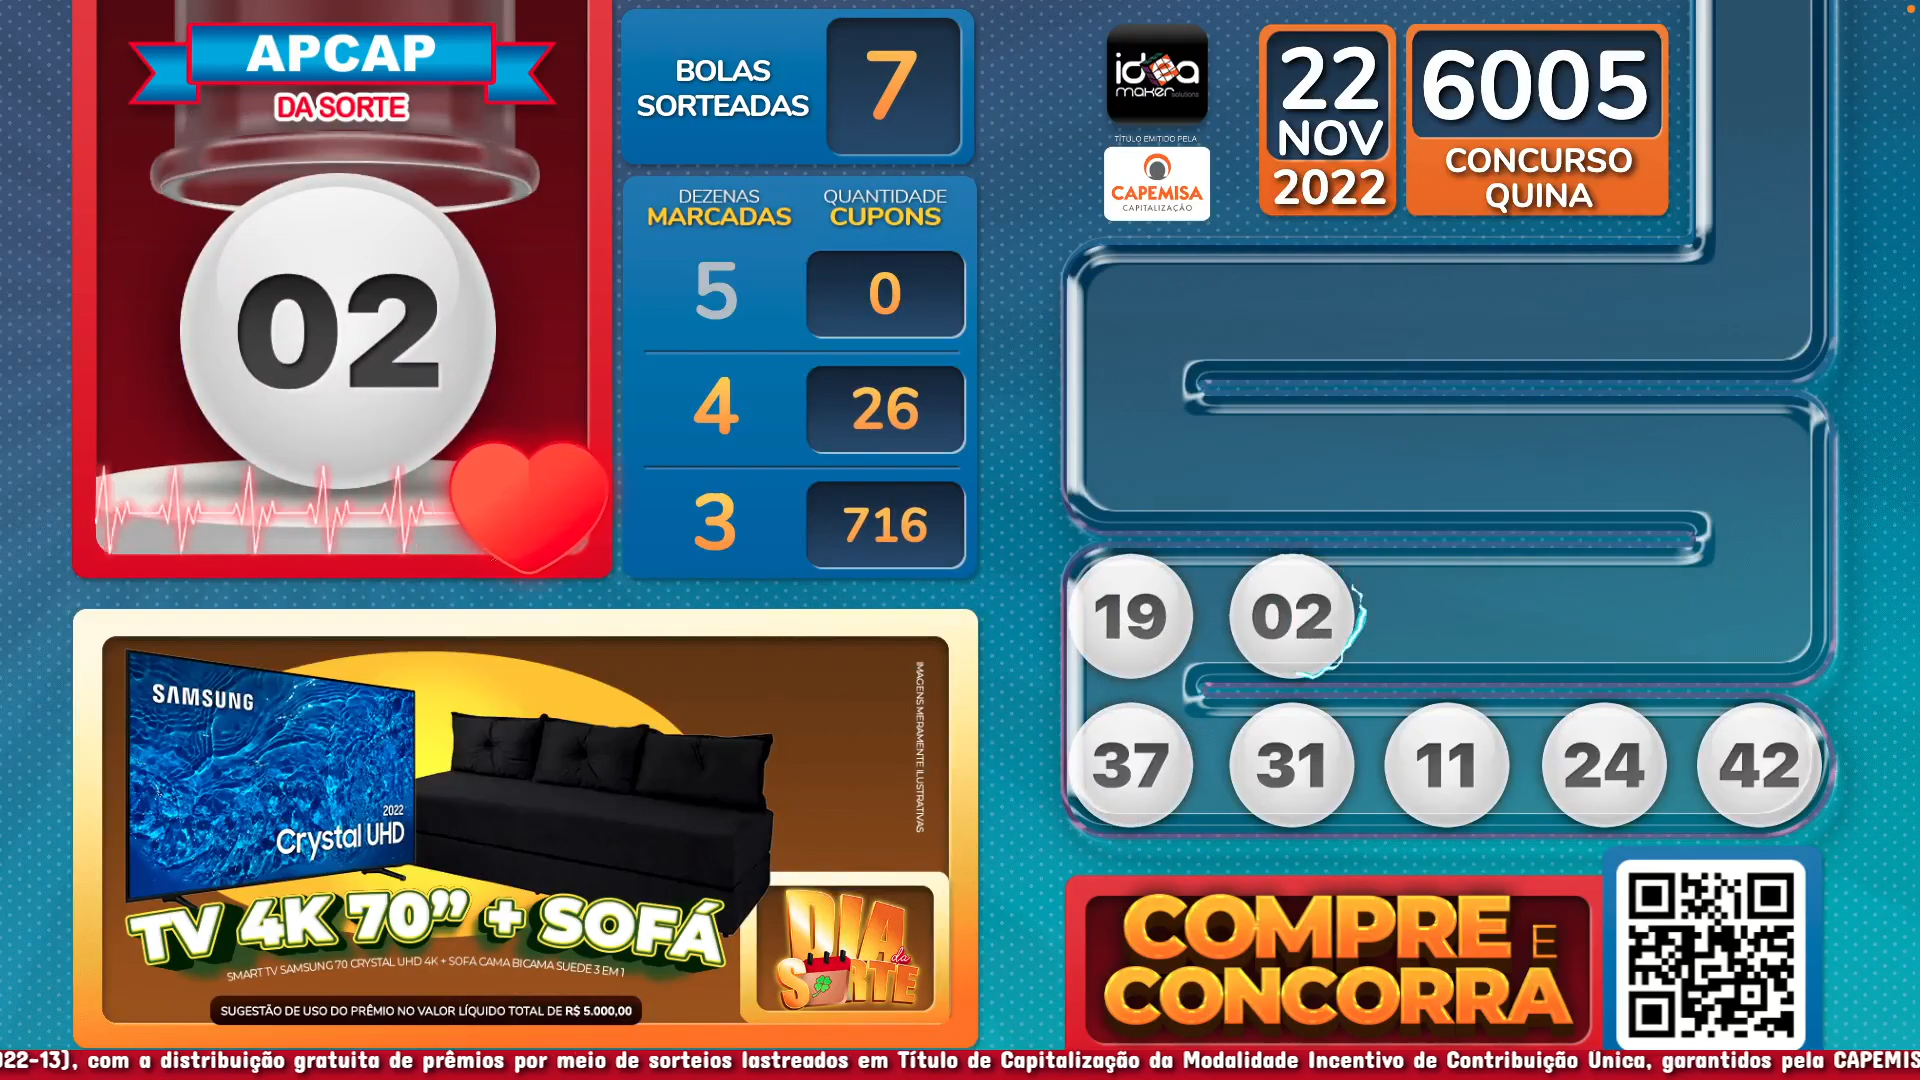 APCAP
DA SORTE
02
BOLAS
SORTEADAS
7
DEZENAS
MARCADAS
QUANTIDADE
CUPONS
5
0
4
26
3
716
idea
maker
solutions
TÍTULO EMITIDO PELA
CAPEMISA
CAPITALIZAÇÃO
22
NOV
2022
6005
CONCURSO
QUINA
19 02
37 31 11 24 42
SAMSUNG
2022
Crystal UHD
IMAGENS MERAMENTE ILUSTRATIVAS
TV 4K 70” + SOFÁ
SMART TV SAMSUNG 70 CRYSTAL UHD 4K + SOFA CAMA BICAMA SUEDE 3 EM 1
SUGESTÃO DE USO DO PRÊMIO NO VALOR LÍQUIDO TOTAL DE R$ 5.000,00
DIA
da
SORTE
COMPRE E
CONCORRA
022-13), com a distribuição gratuita de prêmios por meio de sorteios lastreados em Título de Capitalização da Modalidade Incentivo de Contribuição Unica, garantidos pela CAPEMIS